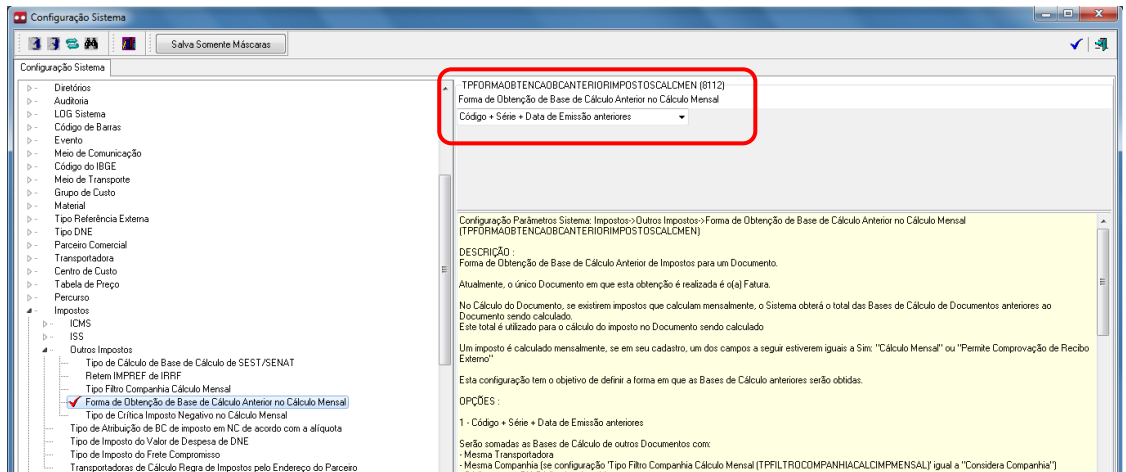 Configuração Sistema
Salva Somente Máscaras
Configuração Sistema
Diretórios
Auditoria
LOG Sistema
Código de Barras
Evento
Meio de Comunicação
Código do IBGE
Meio de Transporte
Grupo de Custo
Material
Tipo Referência Externa
Tipo DNE
Parceiro Comercial
Transportadora
Centro de Custo
Tabela de Preço
Percurso
Impostos
ICMS
ISS
Outros Impostos
Tipo de Cálculo de Base de Cálculo de SEST/SENAT
Retem IMPREF de IRRF
Tipo Filtro Companhia Cálculo Mensal
Forma de Obtenção de Base de Cálculo Anterior no Cálculo Mensal
Tipo de Crítica Imposto Negativo no Cálculo Mensal
Tipo de Atribuição de BC de imposto em NC de acordo com a alíquota
Tipo de Imposto do Valor de Despesa de DNE
Tipo de Imposto do Frete Compromisso
Transportadoras de Cálculo Regra de Impostos pelo Endereço do Parceiro
TPFORMAOBTENCAOBCANTERIORIMPOSTOSCALCMEN (8112)
Forma de Obtenção de Base de Cálculo Anterior no Cálculo Mensal
Código + Série + Data de Emissão anteriores
Configuração Parâmetros Sistema: Impostos->Outros Impostos->Forma de Obtenção de Base de Cálculo Anterior no Cálculo Mensal
(TPFORMAOBTENCAOBCANTERIORIMPOSTOSCALCMEN)
DESCRIÇÃO :
Forma de Obtenção de Base de Cálculo Anterior de Impostos para um Documento.
Atualmente, o único Documento em que esta obtenção é realizada é o(a) Fatura.
No Cálculo do Documento, se existirem impostos que calculam mensalmente, o Sistema obterá o total das Bases de Cálculo de Documentos anteriores ao
Documento sendo calculado.
Este total é utilizado para o cálculo do imposto no Documento sendo calculado
Um imposto é calculado mensalmente, se em seu cadastro, um dos campos a seguir estiverem iguais a Sim: "Cálculo Mensal" ou "Permite Comprovação de Recibo
Externo"
Esta configuração tem o objetivo de definir a forma em que as Bases de Cálculo anteriores serão obtidas.
OPÇÕES :
1 - Código + Série + Data de Emissão anteriores
Serão somadas as Bases de Cálculo de outros Documentos com:
- Mesma Transportadora
- Mesma Companhia (se configuração 'Tipo Filtro Companhia Cálculo Mensal (TPFILTROCOMPANHIACALCIMPMENSAL)' igual a "Considera Companhia")